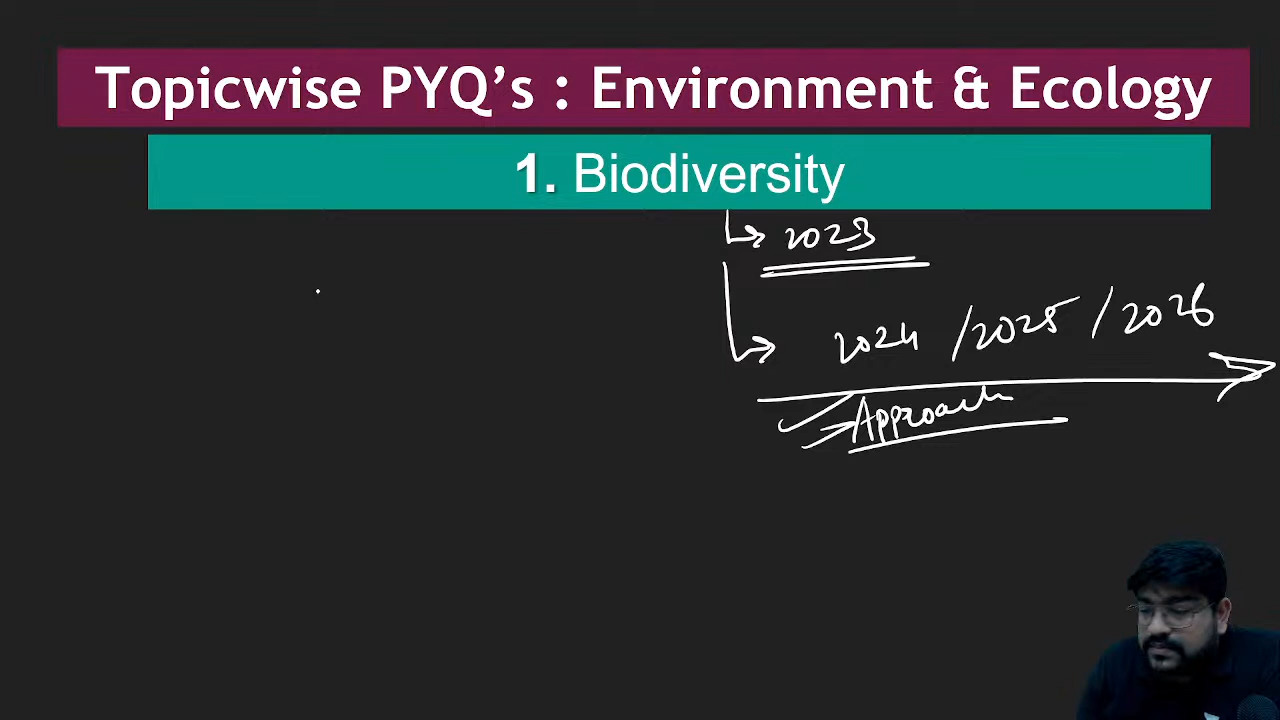 Topicwise PYQ's : Environment & Ecology
1. Biodiversity
2023
2024 / 2025 / 2026
Approach